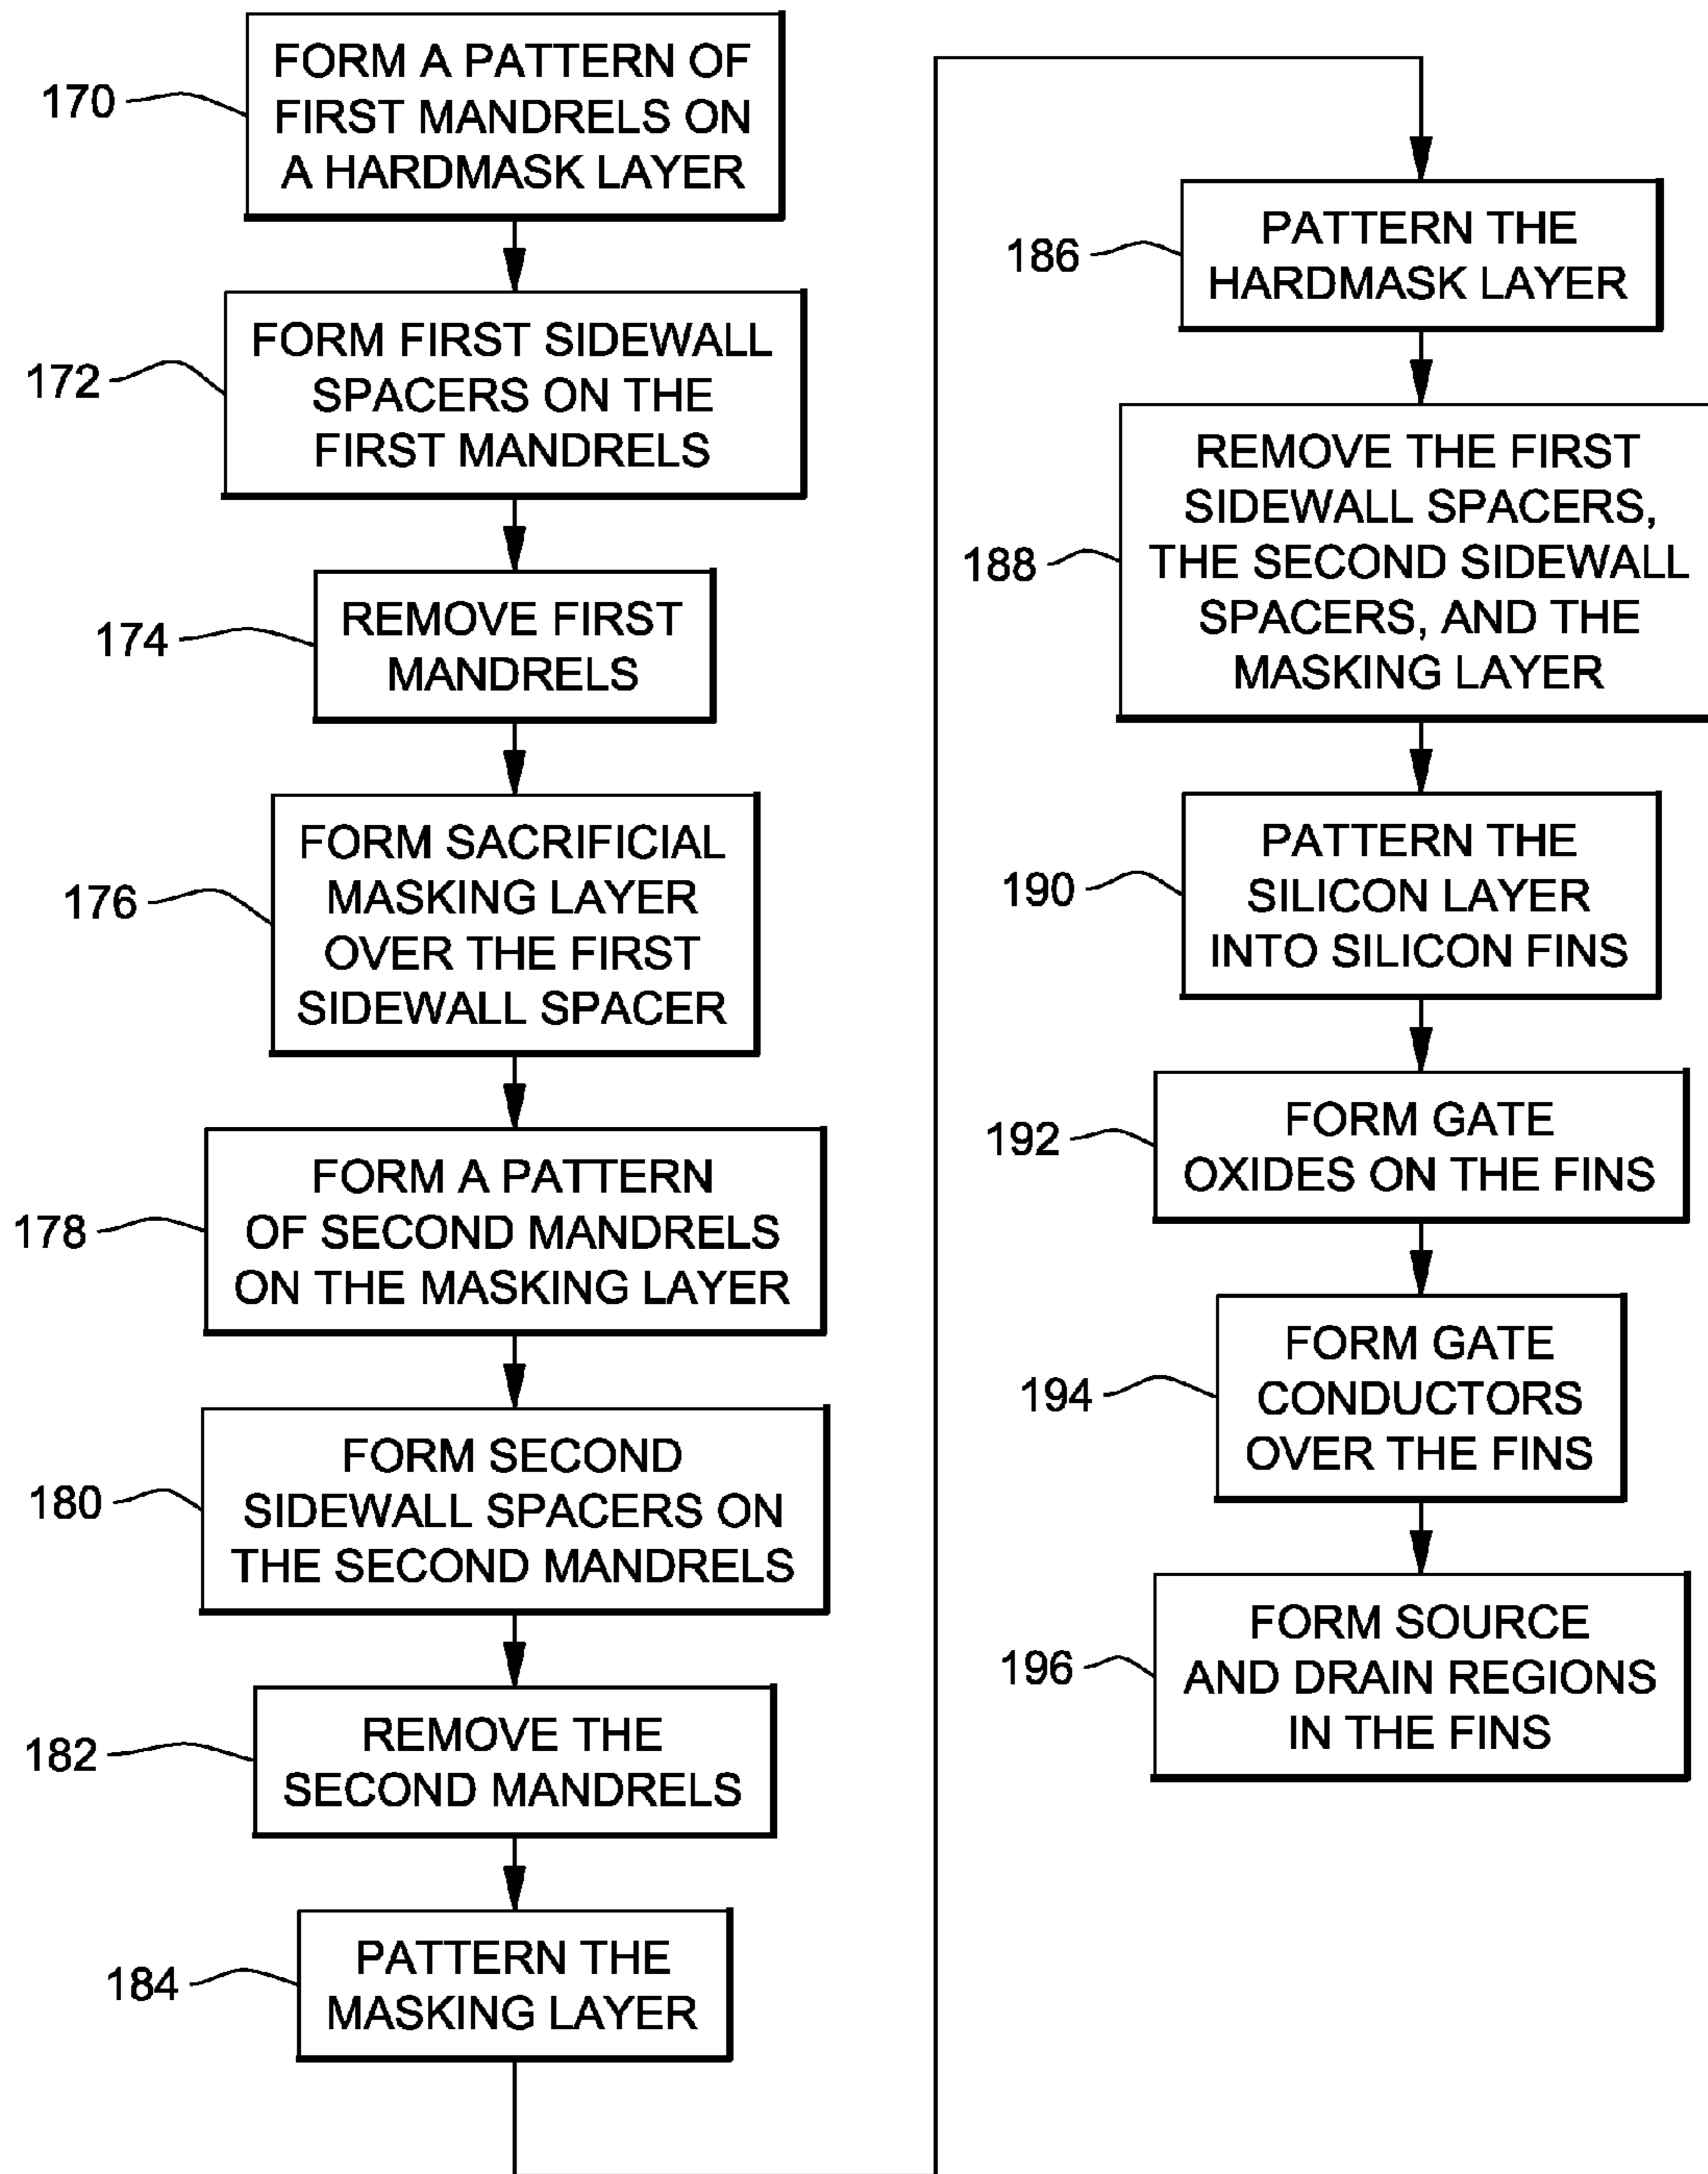 170
FORM A PATTERN OF
FIRST MANDRELS ON
A HARDMASK LAYER
172
FORM FIRST SIDEWALL
SPACERS ON THE
FIRST MANDRELS
174
REMOVE FIRST
MANDRELS
176
FORM SACRIFICIAL
MASKING LAYER
OVER THE FIRST
SIDEWALL SPACER
178
FORM A PATTERN
OF SECOND MANDRELS
ON THE MASKING LAYER
180
FORM SECOND
SIDEWALL SPACERS ON
THE SECOND MANDRELS
182
REMOVE THE
SECOND MANDRELS
184
PATTERN THE
MASKING LAYER
186
PATTERN THE
HARDMASK LAYER
188
REMOVE THE FIRST
SIDEWALL SPACERS,
THE SECOND SIDEWALL
SPACERS, AND THE
MASKING LAYER
190
PATTERN THE
SILICON LAYER
INTO SILICON FINS
192
FORM GATE
OXIDES ON THE FINS
194
FORM GATE
CONDUCTORS
OVER THE FINS
196
FORM SOURCE
AND DRAIN REGIONS
IN THE FINS